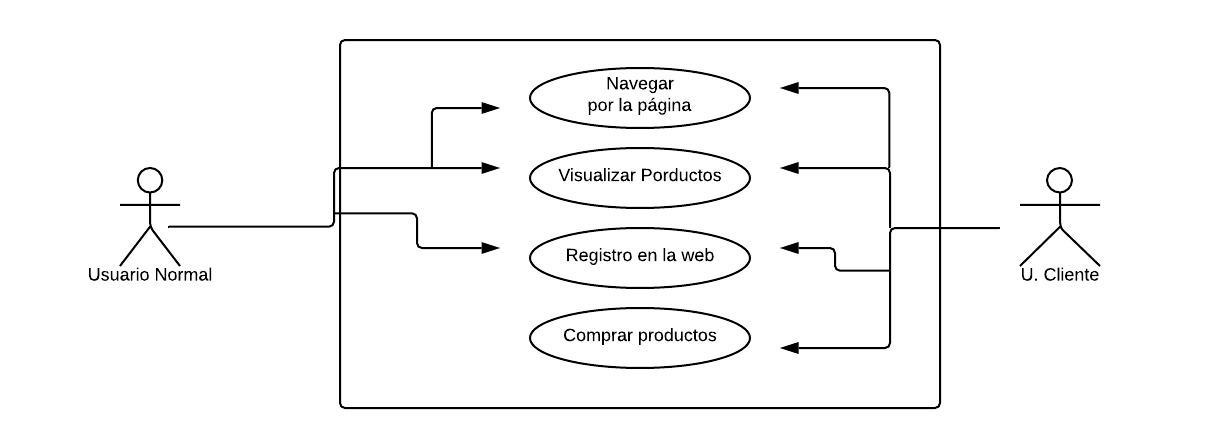 Navegar
por la página
Visualizar Porductos
Registro en la web
Comprar productos
Usuario Normal
U. Cliente